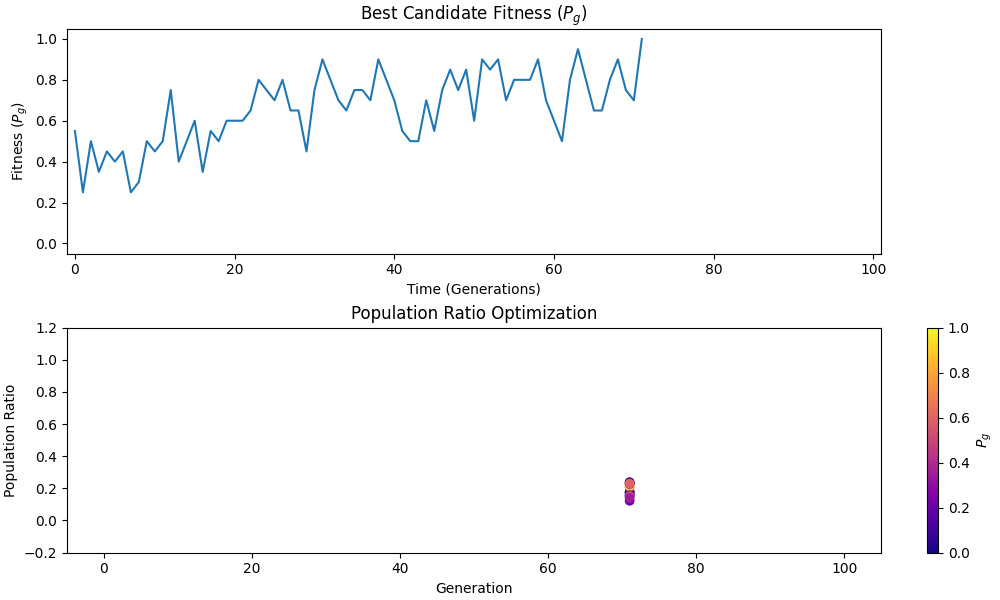 Best Candidate Fitness (P_g)
1.0
0.8
0.6
0.4
0.2
0.0
Fitness (P_g)
0 20 40 60 80 100
Time (Generations)
Population Ratio Optimization
1.2
1.0
0.8
0.6
0.4
0.2
0.0
−0.2
Population Ratio
0 20 40 60 80 100
Generation
1.0
0.8
0.6
0.4
0.2
0.0
P_g